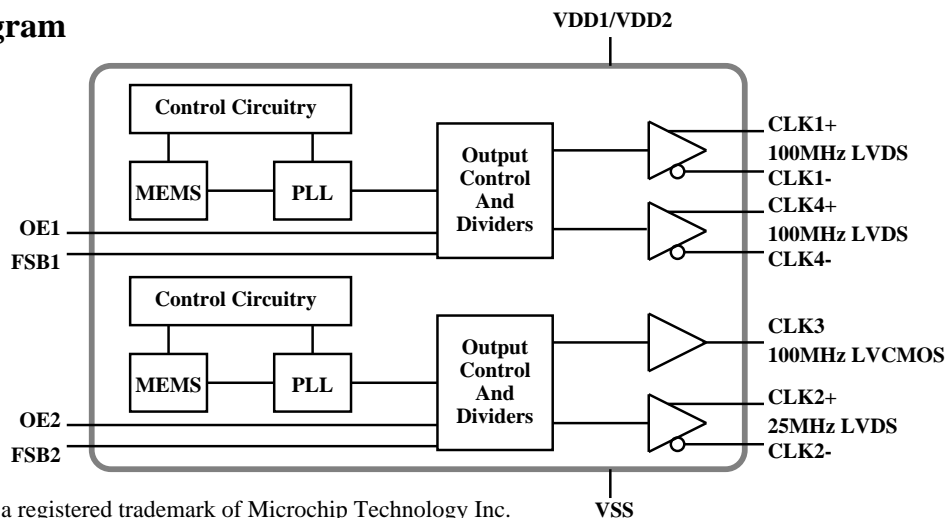 VDD1/VDD2
Control Circuitry
MEMS
PLL
Output
Control
And
Dividers
CLK1+
100MHz LVDS
CLK1-
CLK4+
100MHz LVDS
CLK4-
OE1
FSB1
Control Circuitry
MEMS
PLL
Output
Control
And
Dividers
CLK3
100MHz LVCMOS
CLK2+
25MHz LVDS
CLK2-
OE2
FSB2
a registered trademark of Microchip Technology Inc.
VSS